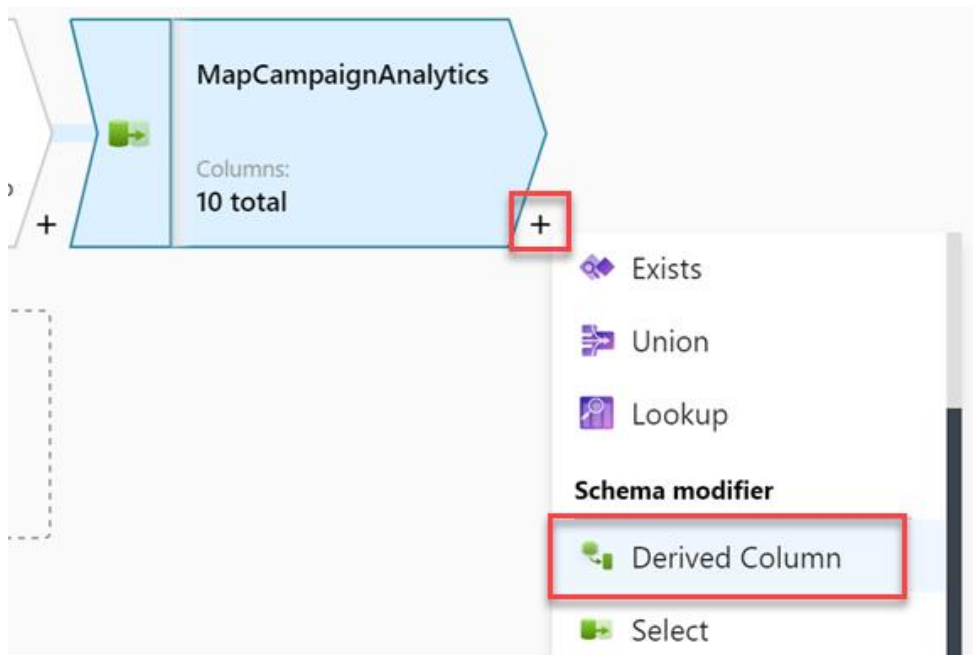 MapCampaignAnalytics
Columns:
10 total
+
+
Exists
Union
Lookup
Schema modifier
Derived Column
Select